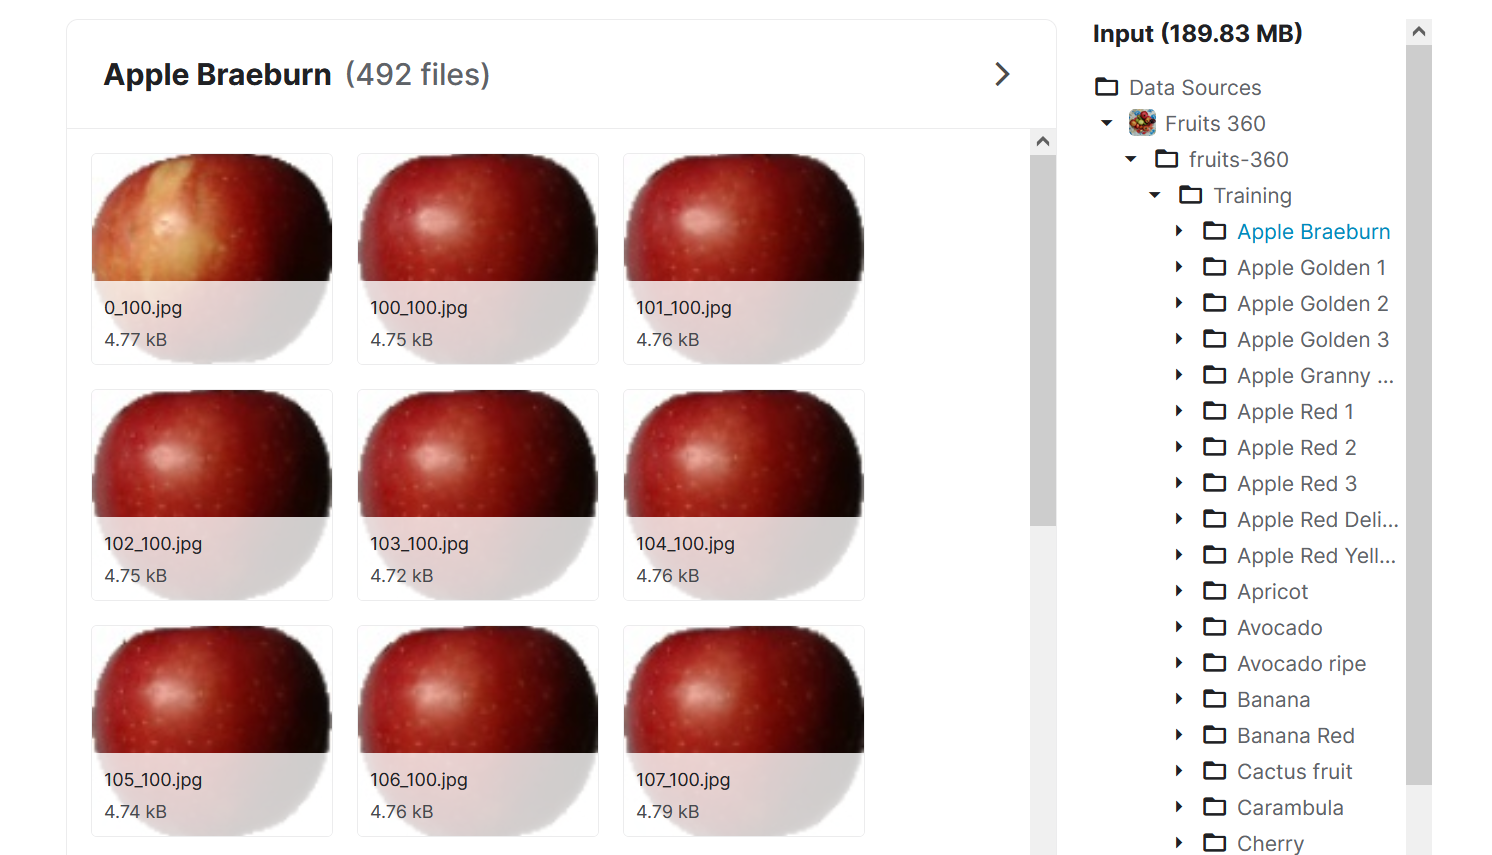 Apple Braeburn (492 files)
0_100.jpg
4.77 kB
100_100.jpg
4.75 kB
101_100.jpg
4.76 kB
102_100.jpg
4.75 kB
103_100.jpg
4.72 kB
104_100.jpg
4.76 kB
105_100.jpg
4.74 kB
106_100.jpg
4.76 kB
107_100.jpg
4.79 kB
Input (189.83 MB)
Data Sources
Fruits 360
fruits-360
Training
Apple Braeburn
Apple Golden 1
Apple Golden 2
Apple Golden 3
Apple Granny ...
Apple Red 1
Apple Red 2
Apple Red 3
Apple Red Deli...
Apple Red Yell...
Apricot
Avocado
Avocado ripe
Banana
Banana Red
Cactus fruit
Carambula
Cherry